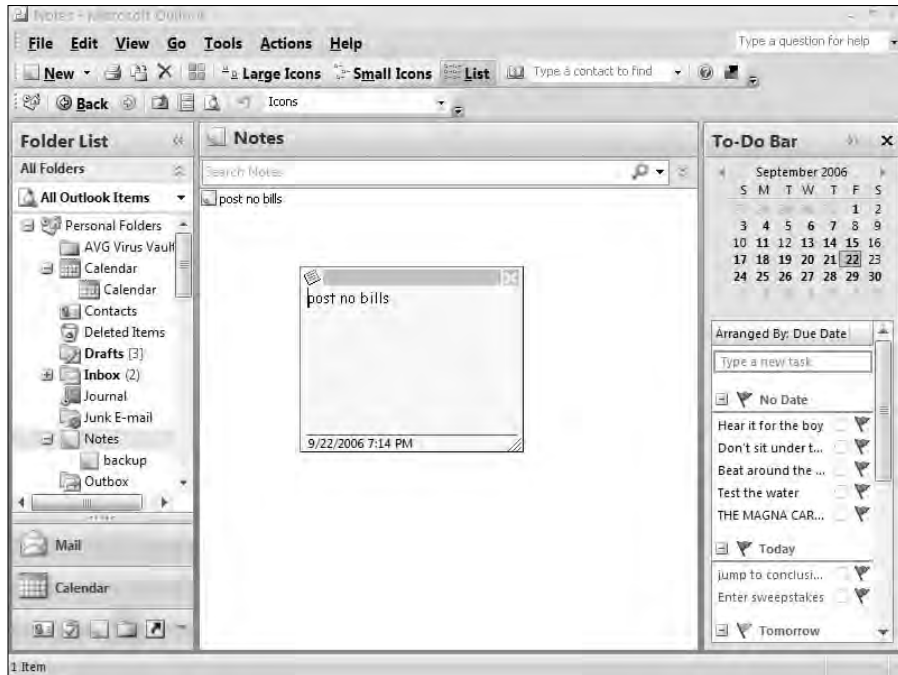 Notes - Microsoft Outlook
File Edit View Go Tools Actions Help
Type a question for help
New Large Icons Small Icons List Type a contact to find
Back Icons
Folder List
All Folders
All Outlook Items
Personal Folders
AVG Virus Vault
Calendar
Calendar
Contacts
Deleted Items
Drafts [3]
Inbox (2)
Journal
Junk E-mail
Notes
backup
Outbox
Mail
Calendar
1 Item
Notes
Search Notes
post no bills
post no bills
9/22/2006 7:14 PM
To-Do Bar
September 2006
S M T W T F S
1 2
3 4 5 6 7 8 9
10 11 12 13 14 15 16
17 18 19 20 21 22 23
24 25 26 27 28 29 30
Arranged By: Due Date
Type a new task
No Date
Hear it for the boy
Don't sit under t...
Beat around the ...
Test the water
THE MAGNA CAR...
Today
jump to conclusi...
Enter sweepstakes
Tomorrow